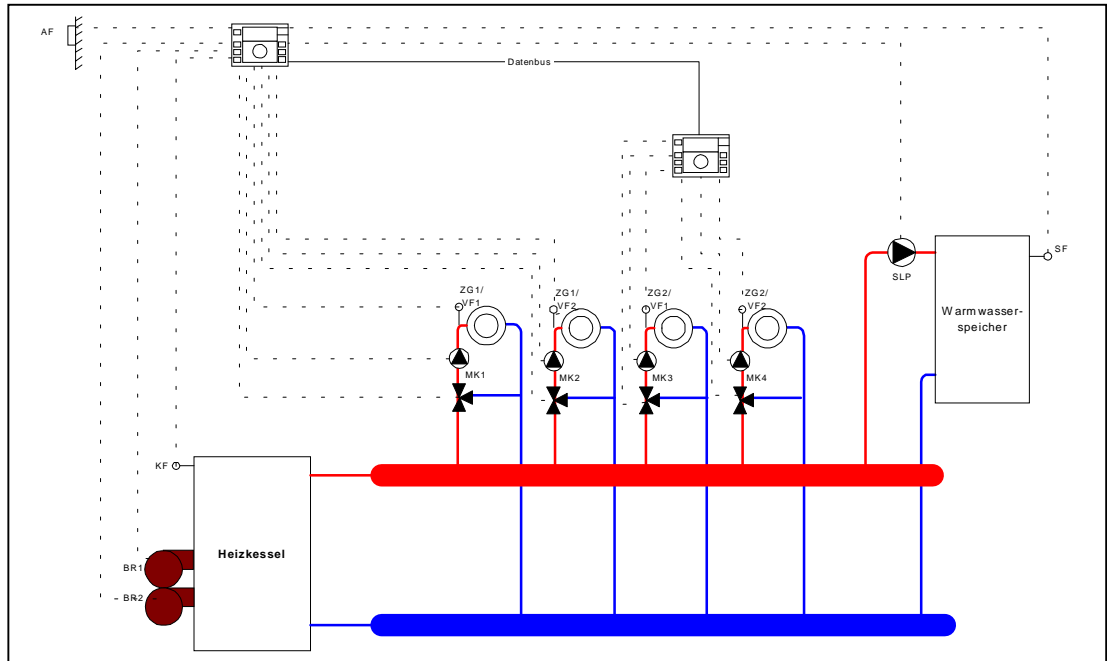 AF
Datenbus
SF
SLP
Warmwasser-
speicher
ZG1/
VF1
ZG1/
VF2
ZG2/
VF1
ZG2/
VF2
MK1
MK2
MK3
MK4
KF
Heizkessel
BR1
BR2